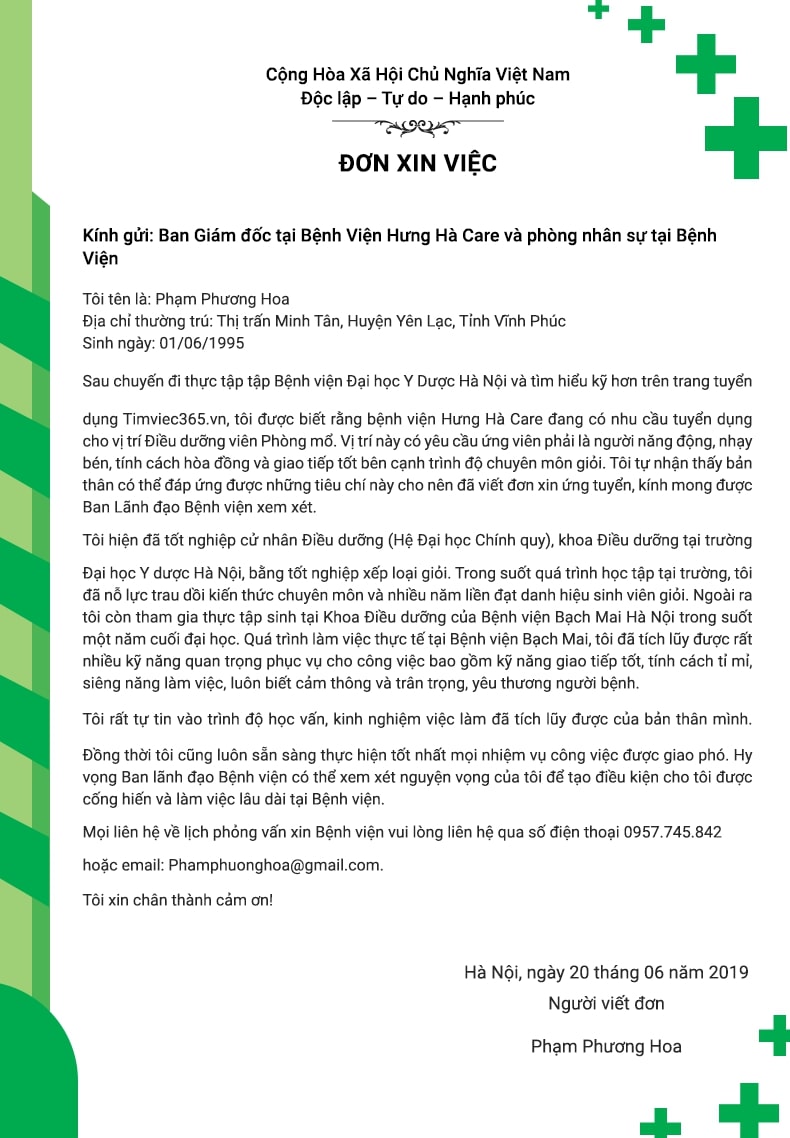 Cộng Hòa Xã Hội Chủ Nghĩa Việt Nam
Độc lập – Tự do – Hạnh phúc
ĐƠN XIN VIỆC
Kính gửi: Ban Giám đốc tại Bệnh Viện Hưng Hà Care và phòng nhân sự tại Bệnh
Viện
Tôi tên là: Phạm Phương Hoa
Địa chỉ thường trú: Thị trấn Minh Tân, Huyện Yên Lạc, Tỉnh Vĩnh Phúc
Sinh ngày: 01/06/1995
Sau chuyến đi thực tập tập Bệnh viện Đại học Y Dược Hà Nội và tìm hiểu kỹ hơn trên trang tuyển
dụng Timviec365.vn, tôi được biết rằng bệnh viện Hưng Hà Care đang có nhu cầu tuyển dụng
cho vị trí Điều dưỡng viên Phòng mổ. Vị trí này có yêu cầu ứng viên phải là người năng động, nhạy
bén, tính cách hòa đồng và giao tiếp tốt bên cạnh trình độ chuyên môn giỏi. Tôi tự nhận thấy bản
thân có thể đáp ứng được những tiêu chí này cho nên đã viết đơn xin ứng tuyển, kính mong được
Ban Lãnh đạo Bệnh viện xem xét.
Tôi hiện đã tốt nghiệp cử nhân Điều dưỡng (Hệ Đại học Chính quy), khoa Điều dưỡng tại trường
Đại học Y dược Hà Nội, bằng tốt nghiệp xếp loại giỏi. Trong suốt quá trình học tập tại trường, tôi
đã nỗ lực trau dồi kiến thức chuyên môn và nhiều năm liền đạt danh hiệu sinh viên giỏi. Ngoài ra
tôi còn tham gia thực tập sinh tại Khoa Điều dưỡng của Bệnh viện Bạch Mai Hà Nội trong suốt
một năm cuối đại học. Quá trình làm việc thực tế tại Bệnh viện Bạch Mai, tôi đã tích lũy được rất
nhiều kỹ năng quan trọng phục vụ cho công việc bao gồm kỹ năng giao tiếp tốt, tính cách tỉ mỉ,
siêng năng làm việc, luôn biết cảm thông và trân trọng, yêu thương người bệnh.
Tôi rất tự tin vào trình độ học vấn, kinh nghiệm việc làm đã tích lũy được của bản thân mình.
Đồng thời tôi cũng luôn sẵn sàng thực hiện tốt nhất mọi nhiệm vụ công việc được giao phó. Hy
vọng Ban lãnh đạo Bệnh viện có thể xem xét nguyện vọng của tôi để tạo điều kiện cho tôi được
cống hiến và làm việc lâu dài tại Bệnh viện.
Mọi liên hệ về lịch phỏng vấn xin Bệnh viện vui lòng liên hệ qua số điện thoại 0957.745.842
hoặc email: Phamphuonghoa@gmail.com.
Tôi xin chân thành cảm ơn!
Hà Nội, ngày 20 tháng 06 năm 2019
Người viết đơn
Phạm Phương Hoa